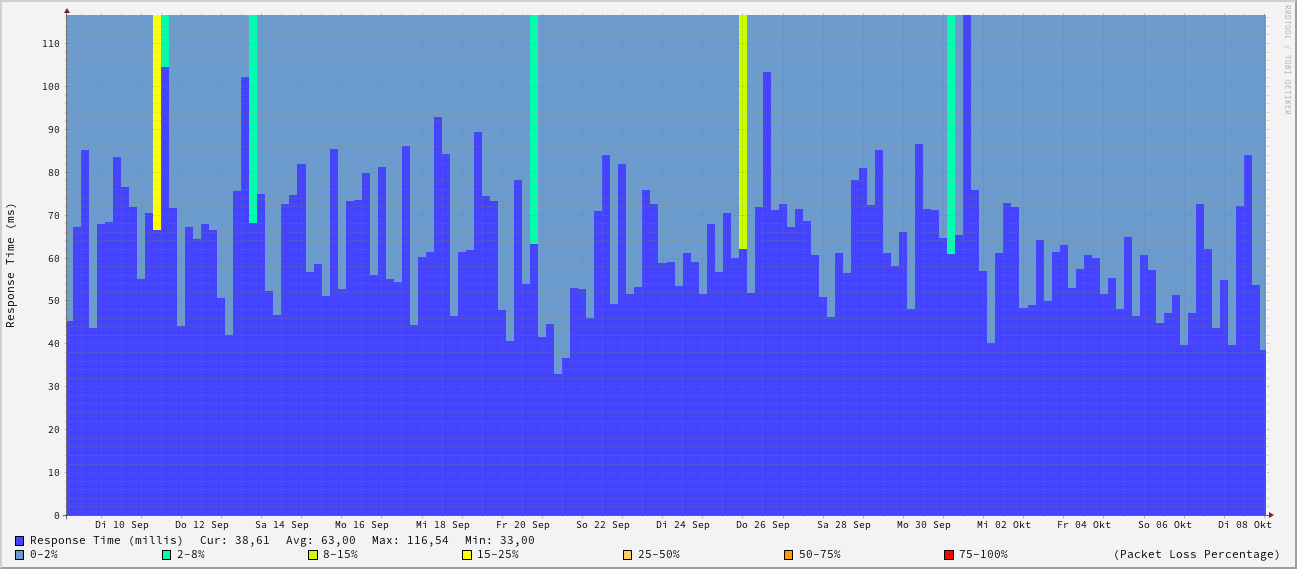 RRDTOOL / TOBI OETIKER
Response Time (ms)
110
100
90
80
70
60
50
40
30
20
10
0
Di 10 Sep Do 12 Sep Sa 14 Sep Mo 16 Sep Mi 18 Sep Fr 20 Sep So 22 Sep Di 24 Sep Do 26 Sep Sa 28 Sep Mo 30 Sep Mi 02 Okt Fr 04 Okt So 06 Okt Di 08 Okt
Response Time (millis) Cur: 38,61 Avg: 63,00 Max: 116,54 Min: 33,00
0-2% 2-8% 8-15% 15-25% 25-50% 50-75% 75-100% (Packet Loss Percentage)